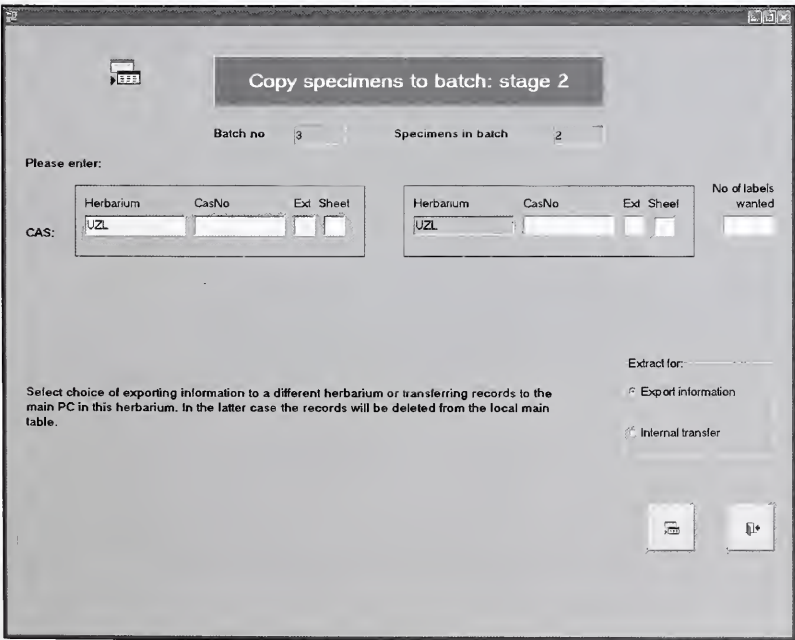 Copy specimens to batch: stage 2
Batch no 3 Specimens in batch 2
Please enter:
No of labels wanted
Herbarium CasNo Ext Sheet Herbarium CasNo Ext Sheet
CAS: UZL UZL
Extract for:
Select choice of exporting information to a different herbarium or transferring records to the
main PC in this herbarium. In the latter case the records will be deleted from the local main
table.
Export information
Internal transfer